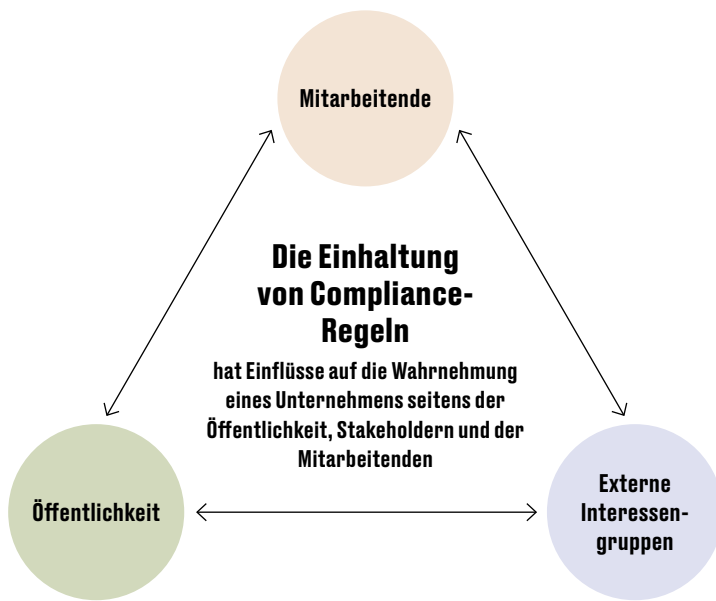 Mitarbeitende
Die Einhaltung
von Compliance-
Regeln
hat Einflüsse auf die Wahrnehmung
eines Unternehmens seitens der
Öffentlichkeit, Stakeholdern und der
Mitarbeitenden
Öffentlichkeit
Externe
Interessen-
gruppen